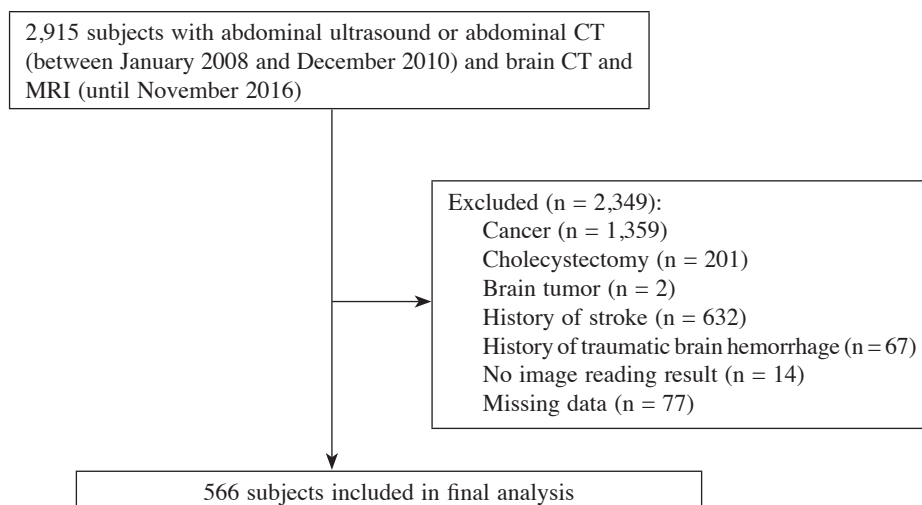 2,915 subjects with abdominal ultrasound or abdominal CT
(between January 2008 and December 2010) and brain CT and
MRI (until November 2016)
Excluded (n = 2,349):
Cancer (n = 1,359)
Cholecystectomy (n = 201)
Brain tumor (n = 2)
History of stroke (n = 632)
History of traumatic brain hemorrhage (n = 67)
No image reading result (n = 14)
Missing data (n = 77)
566 subjects included in final analysis